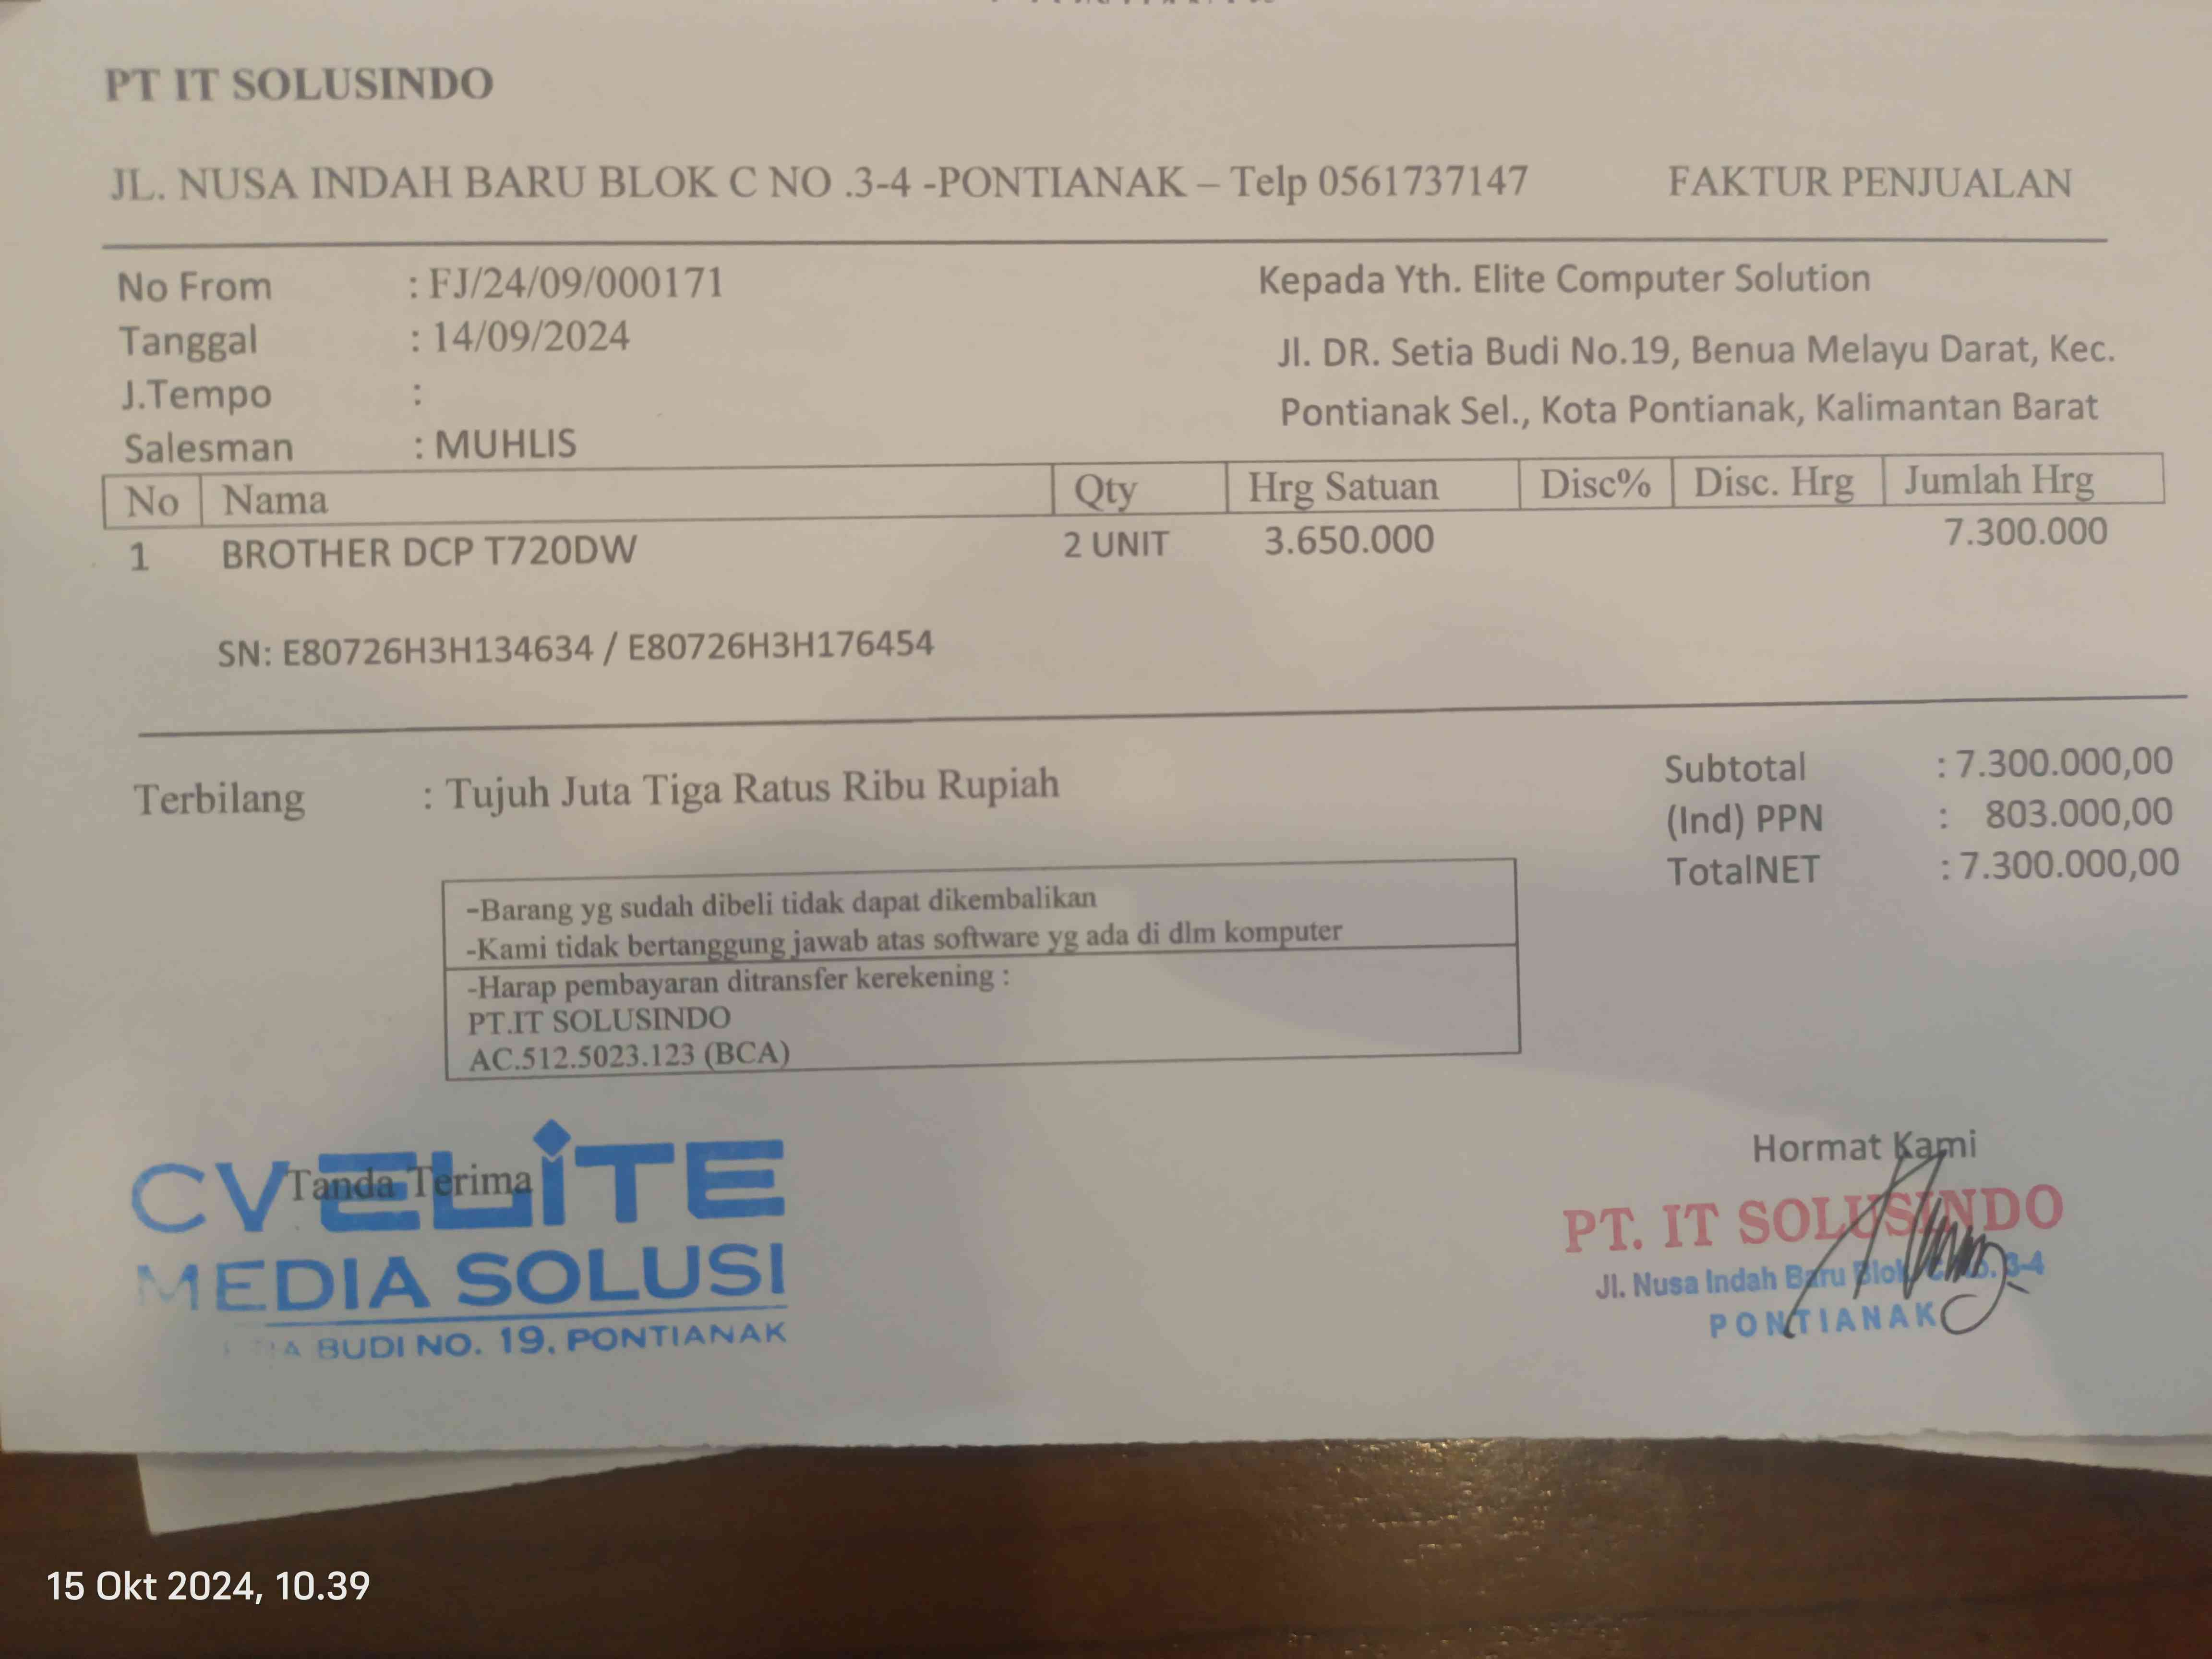 PT IT SOLUSINDO
JL. NUSA INDAH BARU BLOK C NO .3-4 -PONTIANAK – Telp 0561737147 FAKTUR PENJUALAN
No From : FJ/24/09/000171
Tanggal : 14/09/2024
J.Tempo :
Salesman : MUHLIS
Kepada Yth. Elite Computer Solution
Jl. DR. Setia Budi No.19, Benua Melayu Darat, Kec.
Pontianak Sel., Kota Pontianak, Kalimantan Barat
No Nama Qty Hrg Satuan Disc% Disc. Hrg Jumlah Hrg
1 BROTHER DCP T720DW 2 UNIT 3.650.000 7.300.000
SN: E80726H3H134634 / E80726H3H176454
Terbilang : Tujuh Juta Tiga Ratus Ribu Rupiah
Subtotal : 7.300.000,00
(Ind) PPN : 803.000,00
TotalNET : 7.300.000,00
-Barang yg sudah dibeli tidak dapat dikembalikan
-Kami tidak bertanggung jawab atas software yg ada di dlm komputer
-Harap pembayaran ditransfer kerekening :
PT.IT SOLUSINDO
AC.512.5023.123 (BCA)
Tanda Terima
CV ELITE
MEDIA SOLUSI
BUDI NO. 19. PONTIANAK
Hormat Kami
PT. IT SOLUSINDO
Jl. Nusa Indah Baru Blok C No. 3-4
PONTIANAK
15 Okt 2024, 10.39